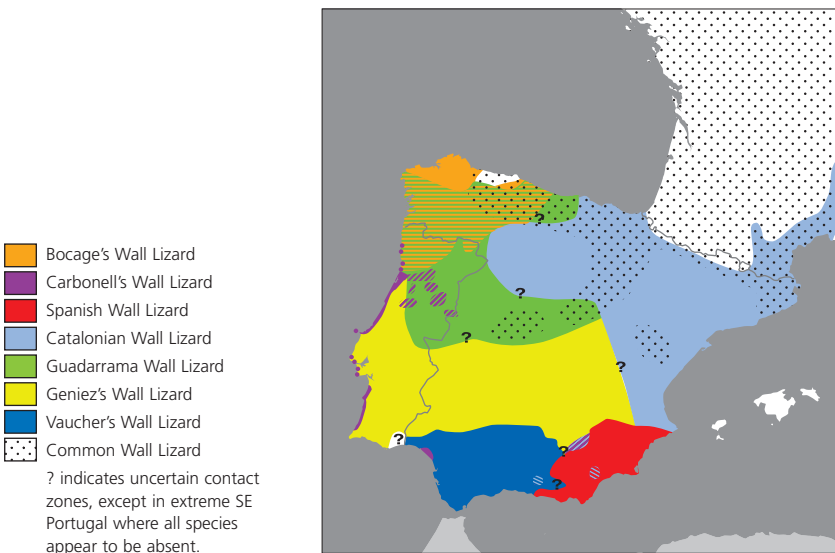 Bocage's Wall Lizard
Carbonell's Wall Lizard
Spanish Wall Lizard
Catalonian Wall Lizard
Guadarrama Wall Lizard
Geniez's Wall Lizard
Vaucher's Wall Lizard
Common Wall Lizard
? indicates uncertain contact
zones, except in extreme SE
Portugal where all species
appear to be absent.
?
?
?
?
?
?
?